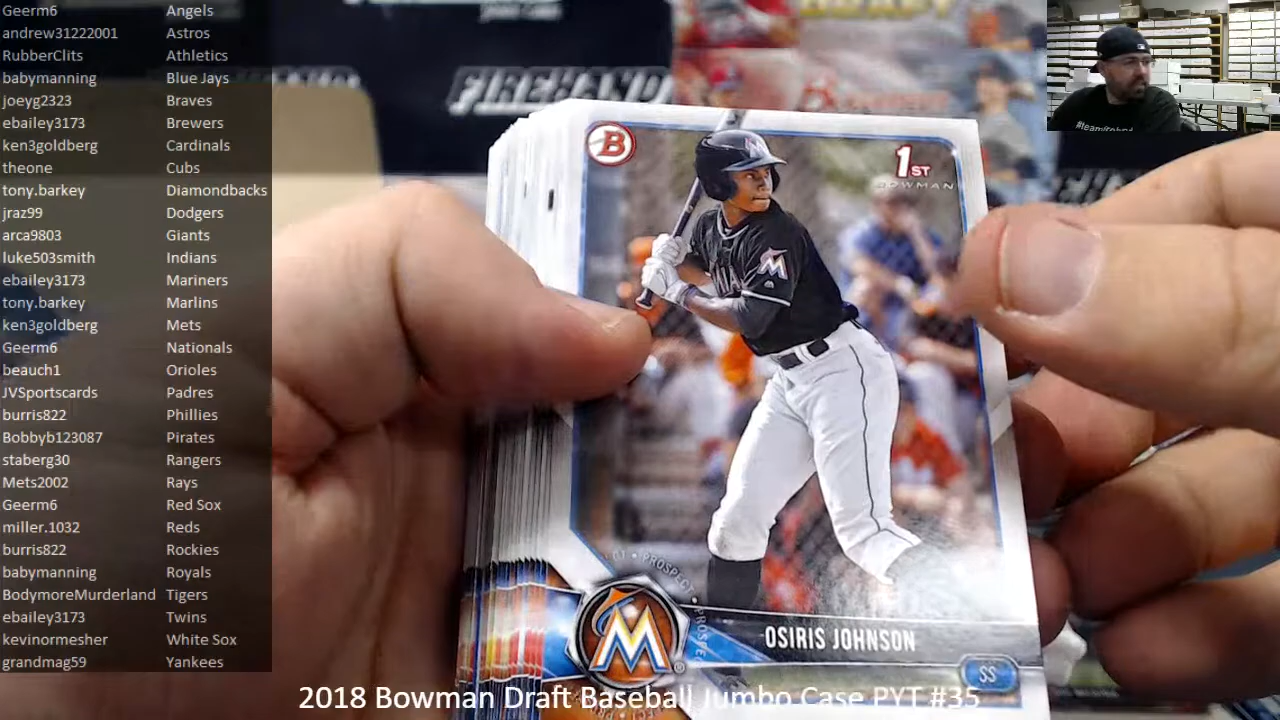 Geerm6 Angels
andrew31222001 Astros
RubberClits Athletics
babymanning Blue Jays
joeyg2323 Braves
ebailey3173 Brewers
ken3goldberg Cardinals
theone Cubs
tony.barkey Diamondbacks
jraz99 Dodgers
arca9803 Giants
luke503smith Indians
ebailey3173 Mariners
tony.barkey Marlins
ken3goldberg Mets
Geerm6 Nationals
beauch1 Orioles
JVSportscards Padres
burris822 Phillies
Bobbyb123087 Pirates
staberg30 Rangers
Mets2002 Rays
Geerm6 Red Sox
miller.1032 Reds
burris822 Rockies
babymanning Royals
BodymoreMurderland Tigers
ebailey3173 Twins
kevinormesher White Sox
grandmag59 Yankees
FIREHAND
B
1ST
BOWMAN
M
PROSPECT
M
OSIRIS JOHNSON
SS
2018 Bowman Draft Baseball Jumbo Case PYT #35